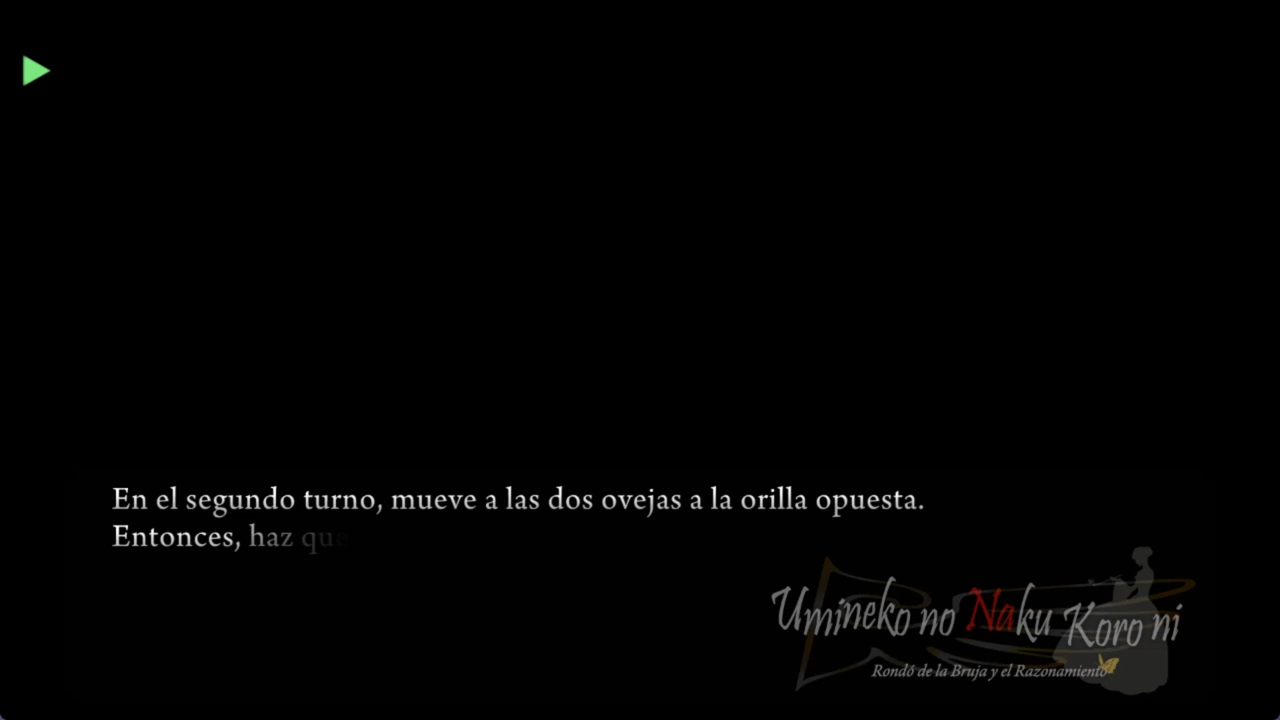 En el segundo turno, mueve a las dos ovejas a la orilla opuesta.
Entonces, haz que
Umineko no Naku Koro ni
Rondó de la Bruja y el Razonamiento